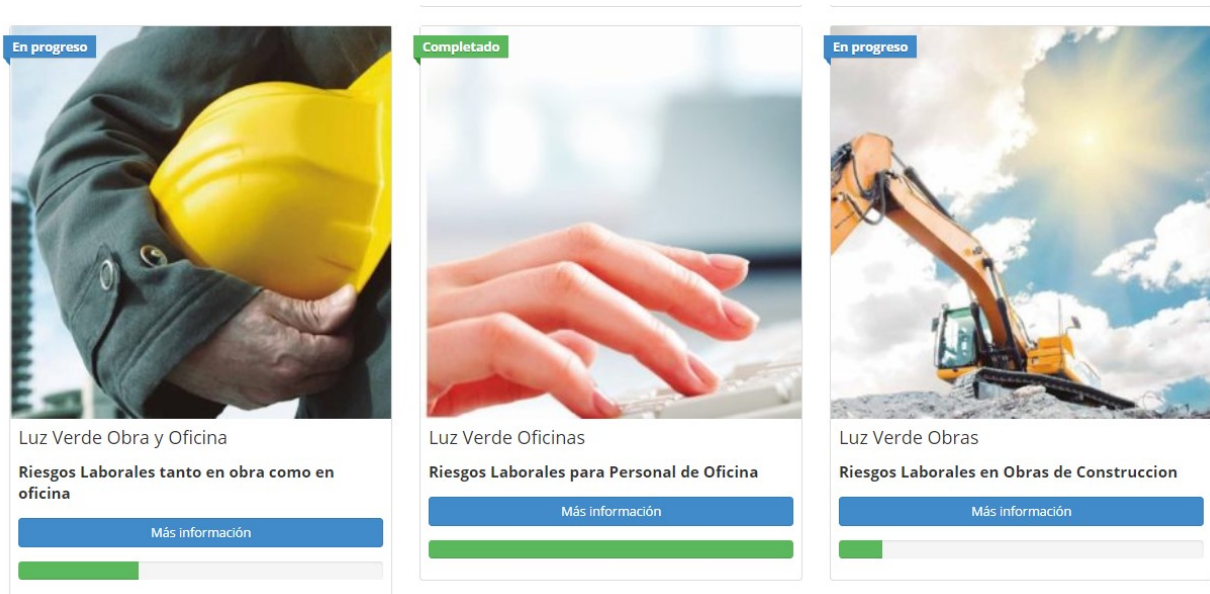 En progreso
Luz Verde Obra y Oficina
Riesgos Laborales tanto en obra como en
oficina
Más información
Completado
Luz Verde Oficinas
Riesgos Laborales para Personal de Oficina
Más información
En progreso
Luz Verde Obras
Riesgos Laborales en Obras de Construccion
Más información